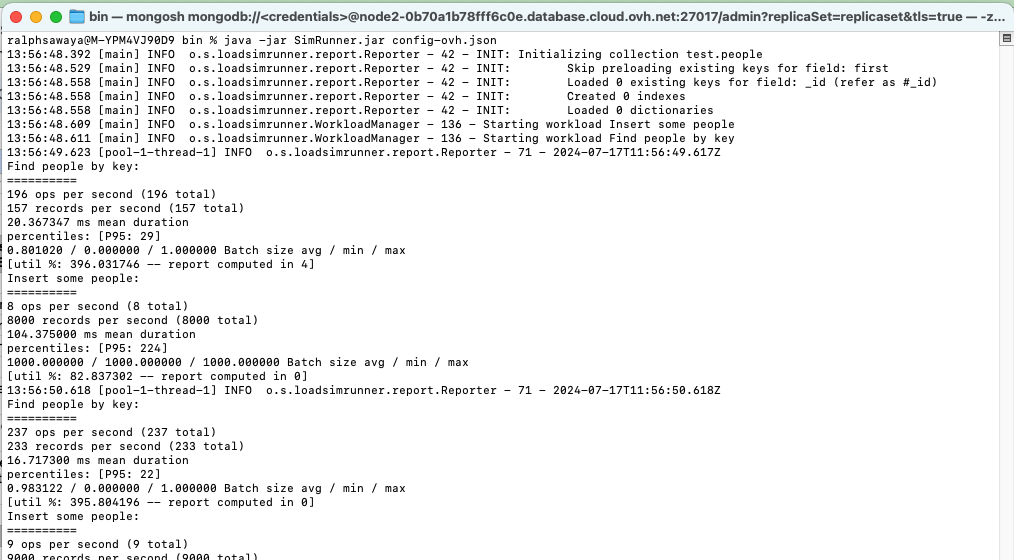 bin — mongosh mongodb://<credentials>@node2-0b70a1b78fff6c0e.database.cloud.ovh.net:27017/admin?replicaSet=replicaset&tls=true — -z...
ralphsawaya@M-YPM4VJ90D9 bin % java -jar SimRunner.jar config-ovh.json
13:56:48.392 [main] INFO  o.s.loadsimrunner.report.Reporter - 42 - INIT: Initializing collection test.people
13:56:48.529 [main] INFO  o.s.loadsimrunner.report.Reporter - 42 - INIT:        Skip preloading existing keys for field: first
13:56:48.558 [main] INFO  o.s.loadsimrunner.report.Reporter - 42 - INIT:        Loaded 0 existing keys for field: _id (refer as #_id)
13:56:48.558 [main] INFO  o.s.loadsimrunner.report.Reporter - 42 - INIT:        Created 0 indexes
13:56:48.558 [main] INFO  o.s.loadsimrunner.report.Reporter - 42 - INIT:        Loaded 0 dictionaries
13:56:48.609 [main] INFO  o.s.loadsimrunner.WorkloadManager - 136 - Starting workload Insert some people
13:56:48.611 [main] INFO  o.s.loadsimrunner.WorkloadManager - 136 - Starting workload Find people by key
13:56:49.623 [pool-1-thread-1] INFO  o.s.loadsimrunner.report.Reporter - 71 - 2024-07-17T11:56:49.617Z
Find people by key:
==========
196 ops per second (196 total)
157 records per second (157 total)
20.367347 ms mean duration
percentiles: [P95: 29]
0.801020 / 0.000000 / 1.000000 Batch size avg / min / max
[util %: 396.031746 -- report computed in 4]
Insert some people:
==========
8 ops per second (8 total)
8000 records per second (8000 total)
104.375000 ms mean duration
percentiles: [P95: 224]
1000.000000 / 1000.000000 / 1000.000000 Batch size avg / min / max
[util %: 82.837302 -- report computed in 0]
13:56:50.618 [pool-1-thread-1] INFO  o.s.loadsimrunner.report.Reporter - 71 - 2024-07-17T11:56:50.618Z
Find people by key:
==========
237 ops per second (237 total)
233 records per second (233 total)
16.717300 ms mean duration
percentiles: [P95: 22]
0.983122 / 0.000000 / 1.000000 Batch size avg / min / max
[util %: 395.804196 -- report computed in 0]
Insert some people:
==========
9 ops per second (9 total)
9000 records per second (9000 total)